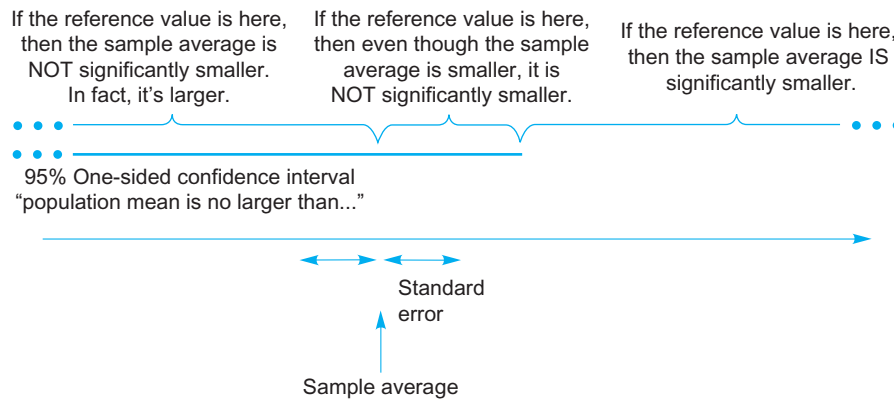 If the reference value is here,
then the sample average is
NOT significantly smaller.
In fact, it's larger.
If the reference value is here,
then even though the sample
average is smaller, it is
NOT significantly smaller.
If the reference value is here,
then the sample average IS
significantly smaller.
95% One-sided confidence interval
“population mean is no larger than...”
Standard
error
Sample average